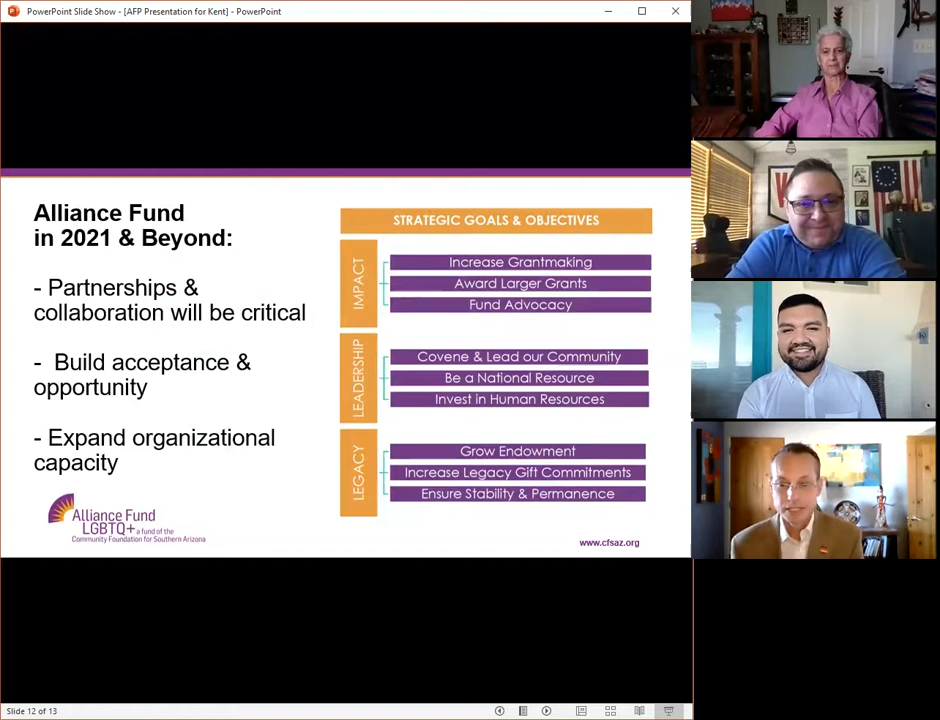 PowerPoint Slide Show - [AFP Presentation for Kent] - PowerPoint
Alliance Fund
in 2021 & Beyond:
- Partnerships &
collaboration will be critical
- Build acceptance &
opportunity
- Expand organizational
capacity
Alliance Fund
LGBTQ+ a fund of the
Community Foundation for Southern Arizona
STRATEGIC GOALS & OBJECTIVES
IMPACT
Increase Grantmaking
Award Larger Grants
Fund Advocacy
LEADERSHIP
Covene & Lead our Community
Be a National Resource
Invest in Human Resources
LEGACY
Grow Endowment
Increase Legacy Gift Commitments
Ensure Stability & Permanence
www.cfsaz.org
Slide 12 of 13